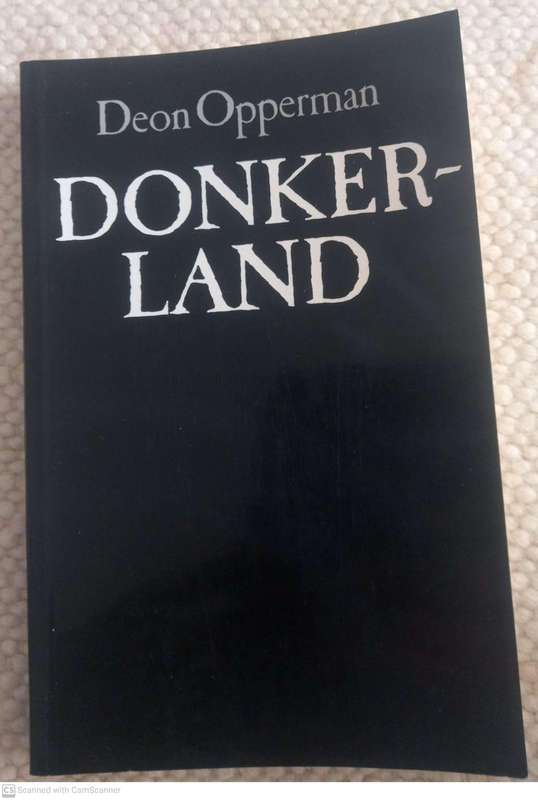 Deon Opperman
DONKER-
LAND
CS Scanned with CamScanner